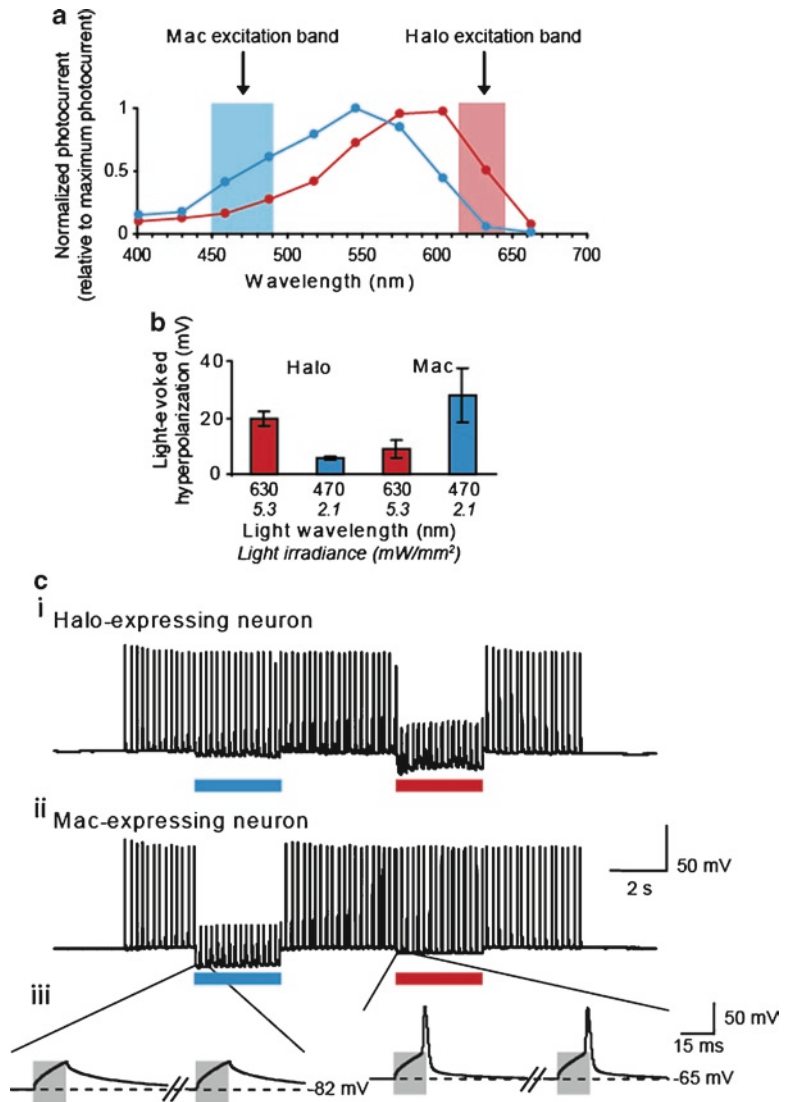 a
Mac excitation band
Halo excitation band
Normalized photocurrent
(relative to maximum photocurrent)
1
0.5
0
400 450 500 550 600 650 700
Wavelength (nm)
b
Light-evoked
hyperpolarization (mV)
40
20
0
Halo
Mac
630 470 630 470
5.3 2.1 5.3 2.1
Light wavelength (nm)
Light irradiance (mW/mm²)
c
i
Halo-expressing neuron
ii
Mac-expressing neuron
50 mV
2 s
iii
50 mV
15 ms
-82 mV
-65 mV